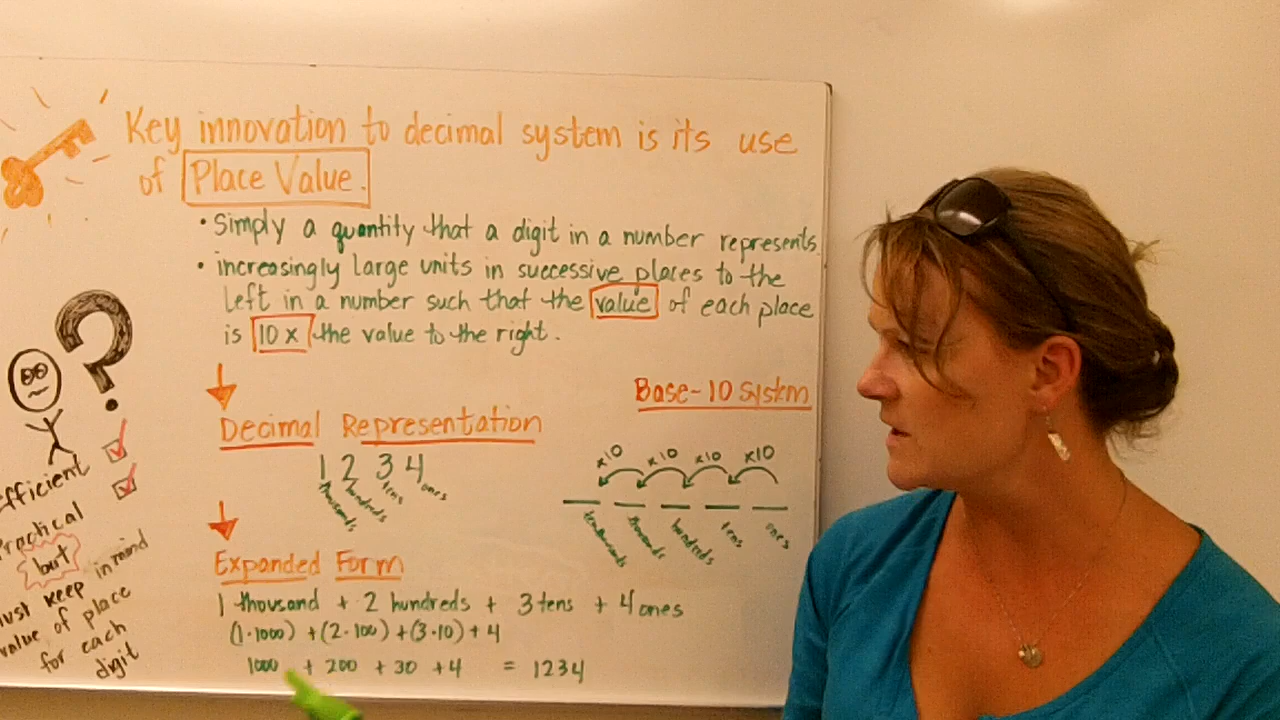 Key innovation to decimal system is its use
of Place Value.
• Simply a quantity that a digit in a number represents.
• increasingly large units in successive places to the
left in a number such that the value of each place
is 10 x the value to the right.
Base-10 System
Decimal Representation
1 2 3 4
thousands hundreds tens ones
x10 x10 x10 x10
tenthousands thousands hundreds tens ones
Expanded Form
1 thousand + 2 hundreds + 3 tens + 4 ones
(1·1000) + (2·100) + (3·10) + 4
1000 + 200 + 30 + 4 = 1234
fficient
ractical
but
ust keep in mind
value of place
for each
digit